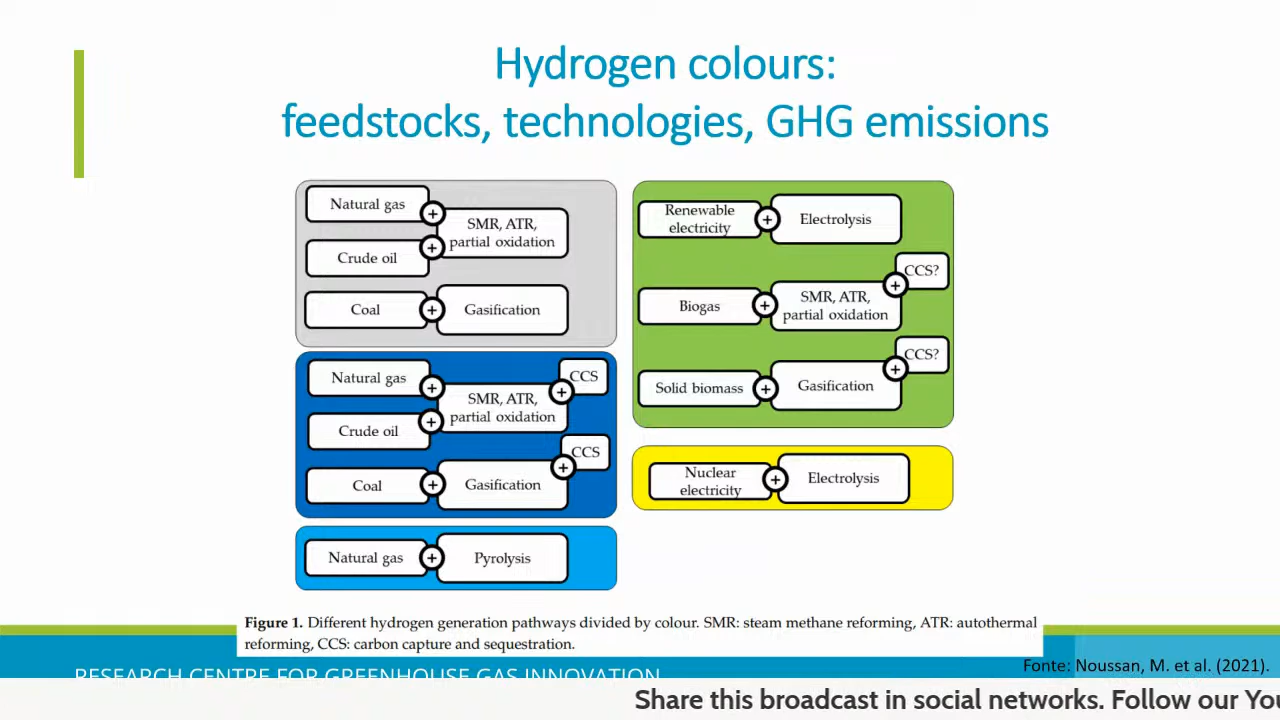 Hydrogen colours:
feedstocks, technologies, GHG emissions
Natural gas
+
SMR, ATR,
partial oxidation
Crude oil
+
Coal
+
Gasification
Natural gas
+
SMR, ATR,
partial oxidation
+
CCS
Crude oil
+
Coal
+
Gasification
+
CCS
Natural gas
+
Pyrolysis
Renewable
electricity
+
Electrolysis
Biogas
+
SMR, ATR,
partial oxidation
+
CCS?
Solid biomass
+
Gasification
+
CCS?
Nuclear
electricity
+
Electrolysis
Figure 1. Different hydrogen generation pathways divided by colour. SMR: steam methane reforming, ATR: autothermal
reforming, CCS: carbon capture and sequestration.
Fonte: Noussan, M. et al. (2021).
RESEARCH CENTRE FOR GREENHOUSE GAS INNOVATION
Share this broadcast in social networks. Follow our You